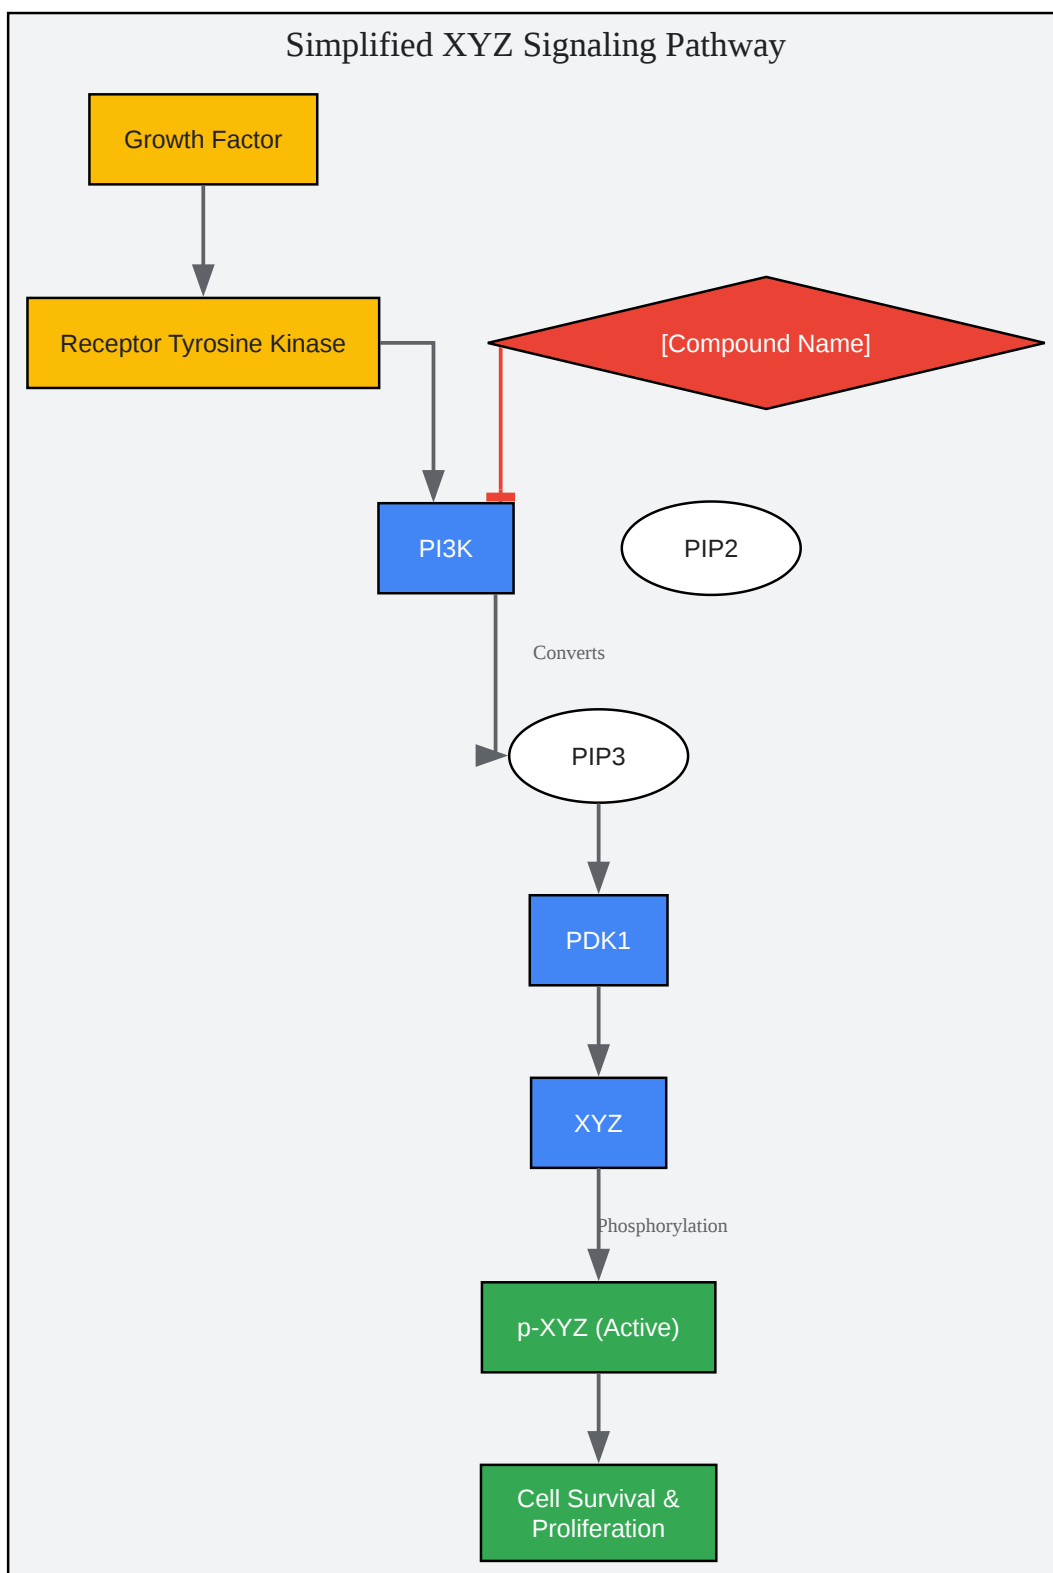 Simplified XYZ Signaling Pathway
Growth Factor
Receptor Tyrosine Kinase
[Compound Name]
PI3K
PIP2
Converts
PIP3
PDK1
XYZ
Phosphorylation
p-XYZ (Active)
Cell Survival &
Proliferation